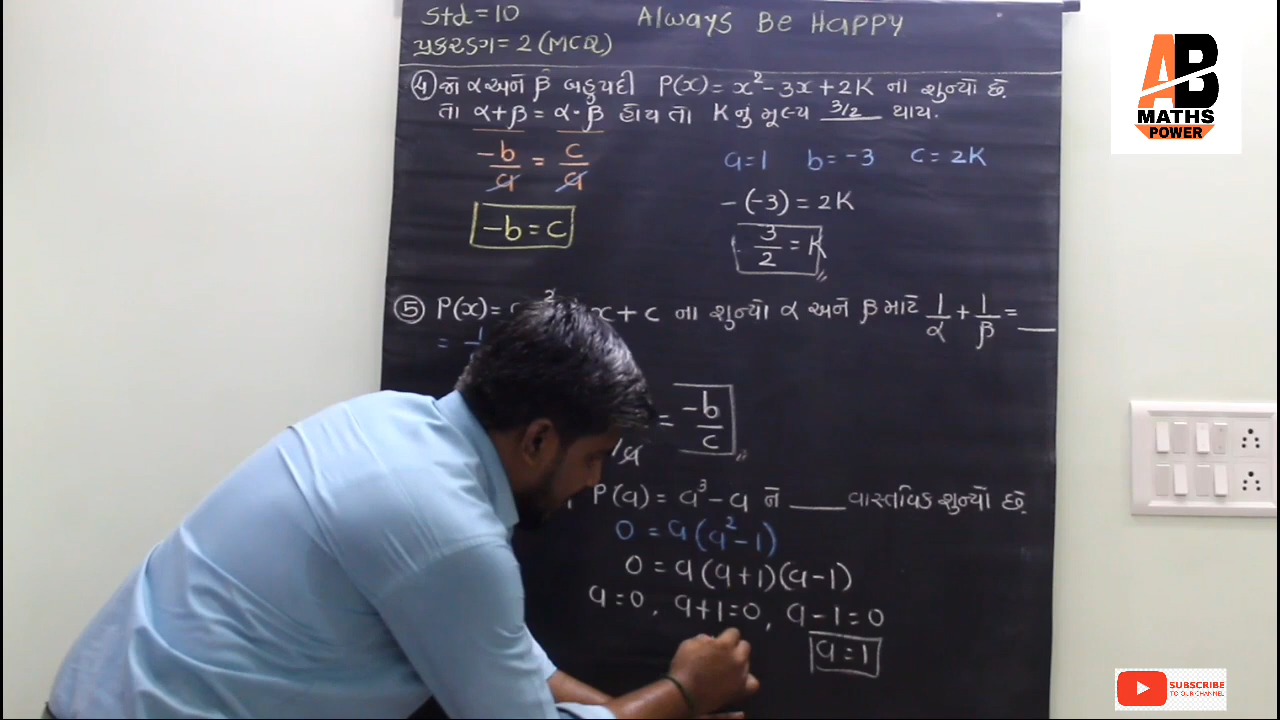 Std = 10 Always Be Happy
પ્રકરણ = 2 (MCQ)
④ જો α અને β બહુપદી P(x) = x² - 3x + 2K ના શુન્યો છે.
તો α + β = α · β હોય તો K નું મૂલ્ય 3/2 થાય.
-b/a = c/a
a = 1 b = -3 c = 2K
-b = c
- (-3) = 2K
3/2 = K
⑤ P(x) = x + c ના શુન્યો α અને β માટે 1/α + 1/β = ___
= -b/c
P(a) = a³ - a ને ___ વાસ્તવિક શુન્યો છે.
0 = a (a² - 1)
0 = a (a + 1) (a - 1)
a = 0, a + 1 = 0, a - 1 = 0
a = 1
AB
MATHS
POWER
SUBSCRIBE
TO OUR CHANNEL